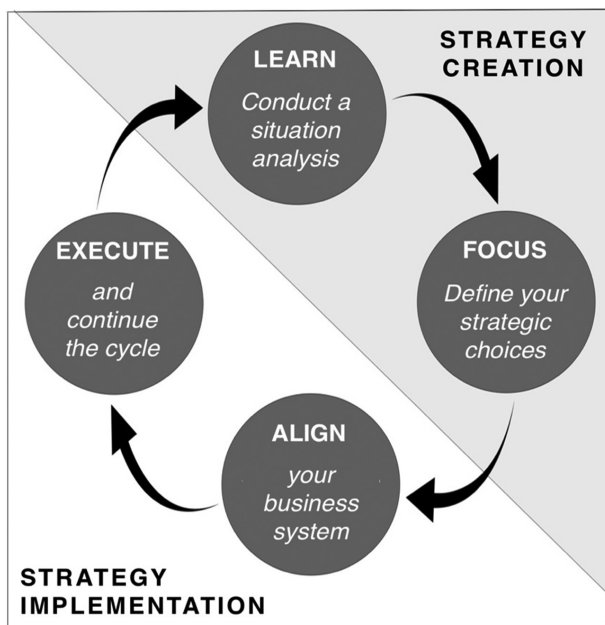 STRATEGY
CREATION
LEARN
Conduct a
situation
analysis
FOCUS
Define your
strategic
choices
ALIGN
your
business
system
EXECUTE
and
continue
the cycle
STRATEGY
IMPLEMENTATION